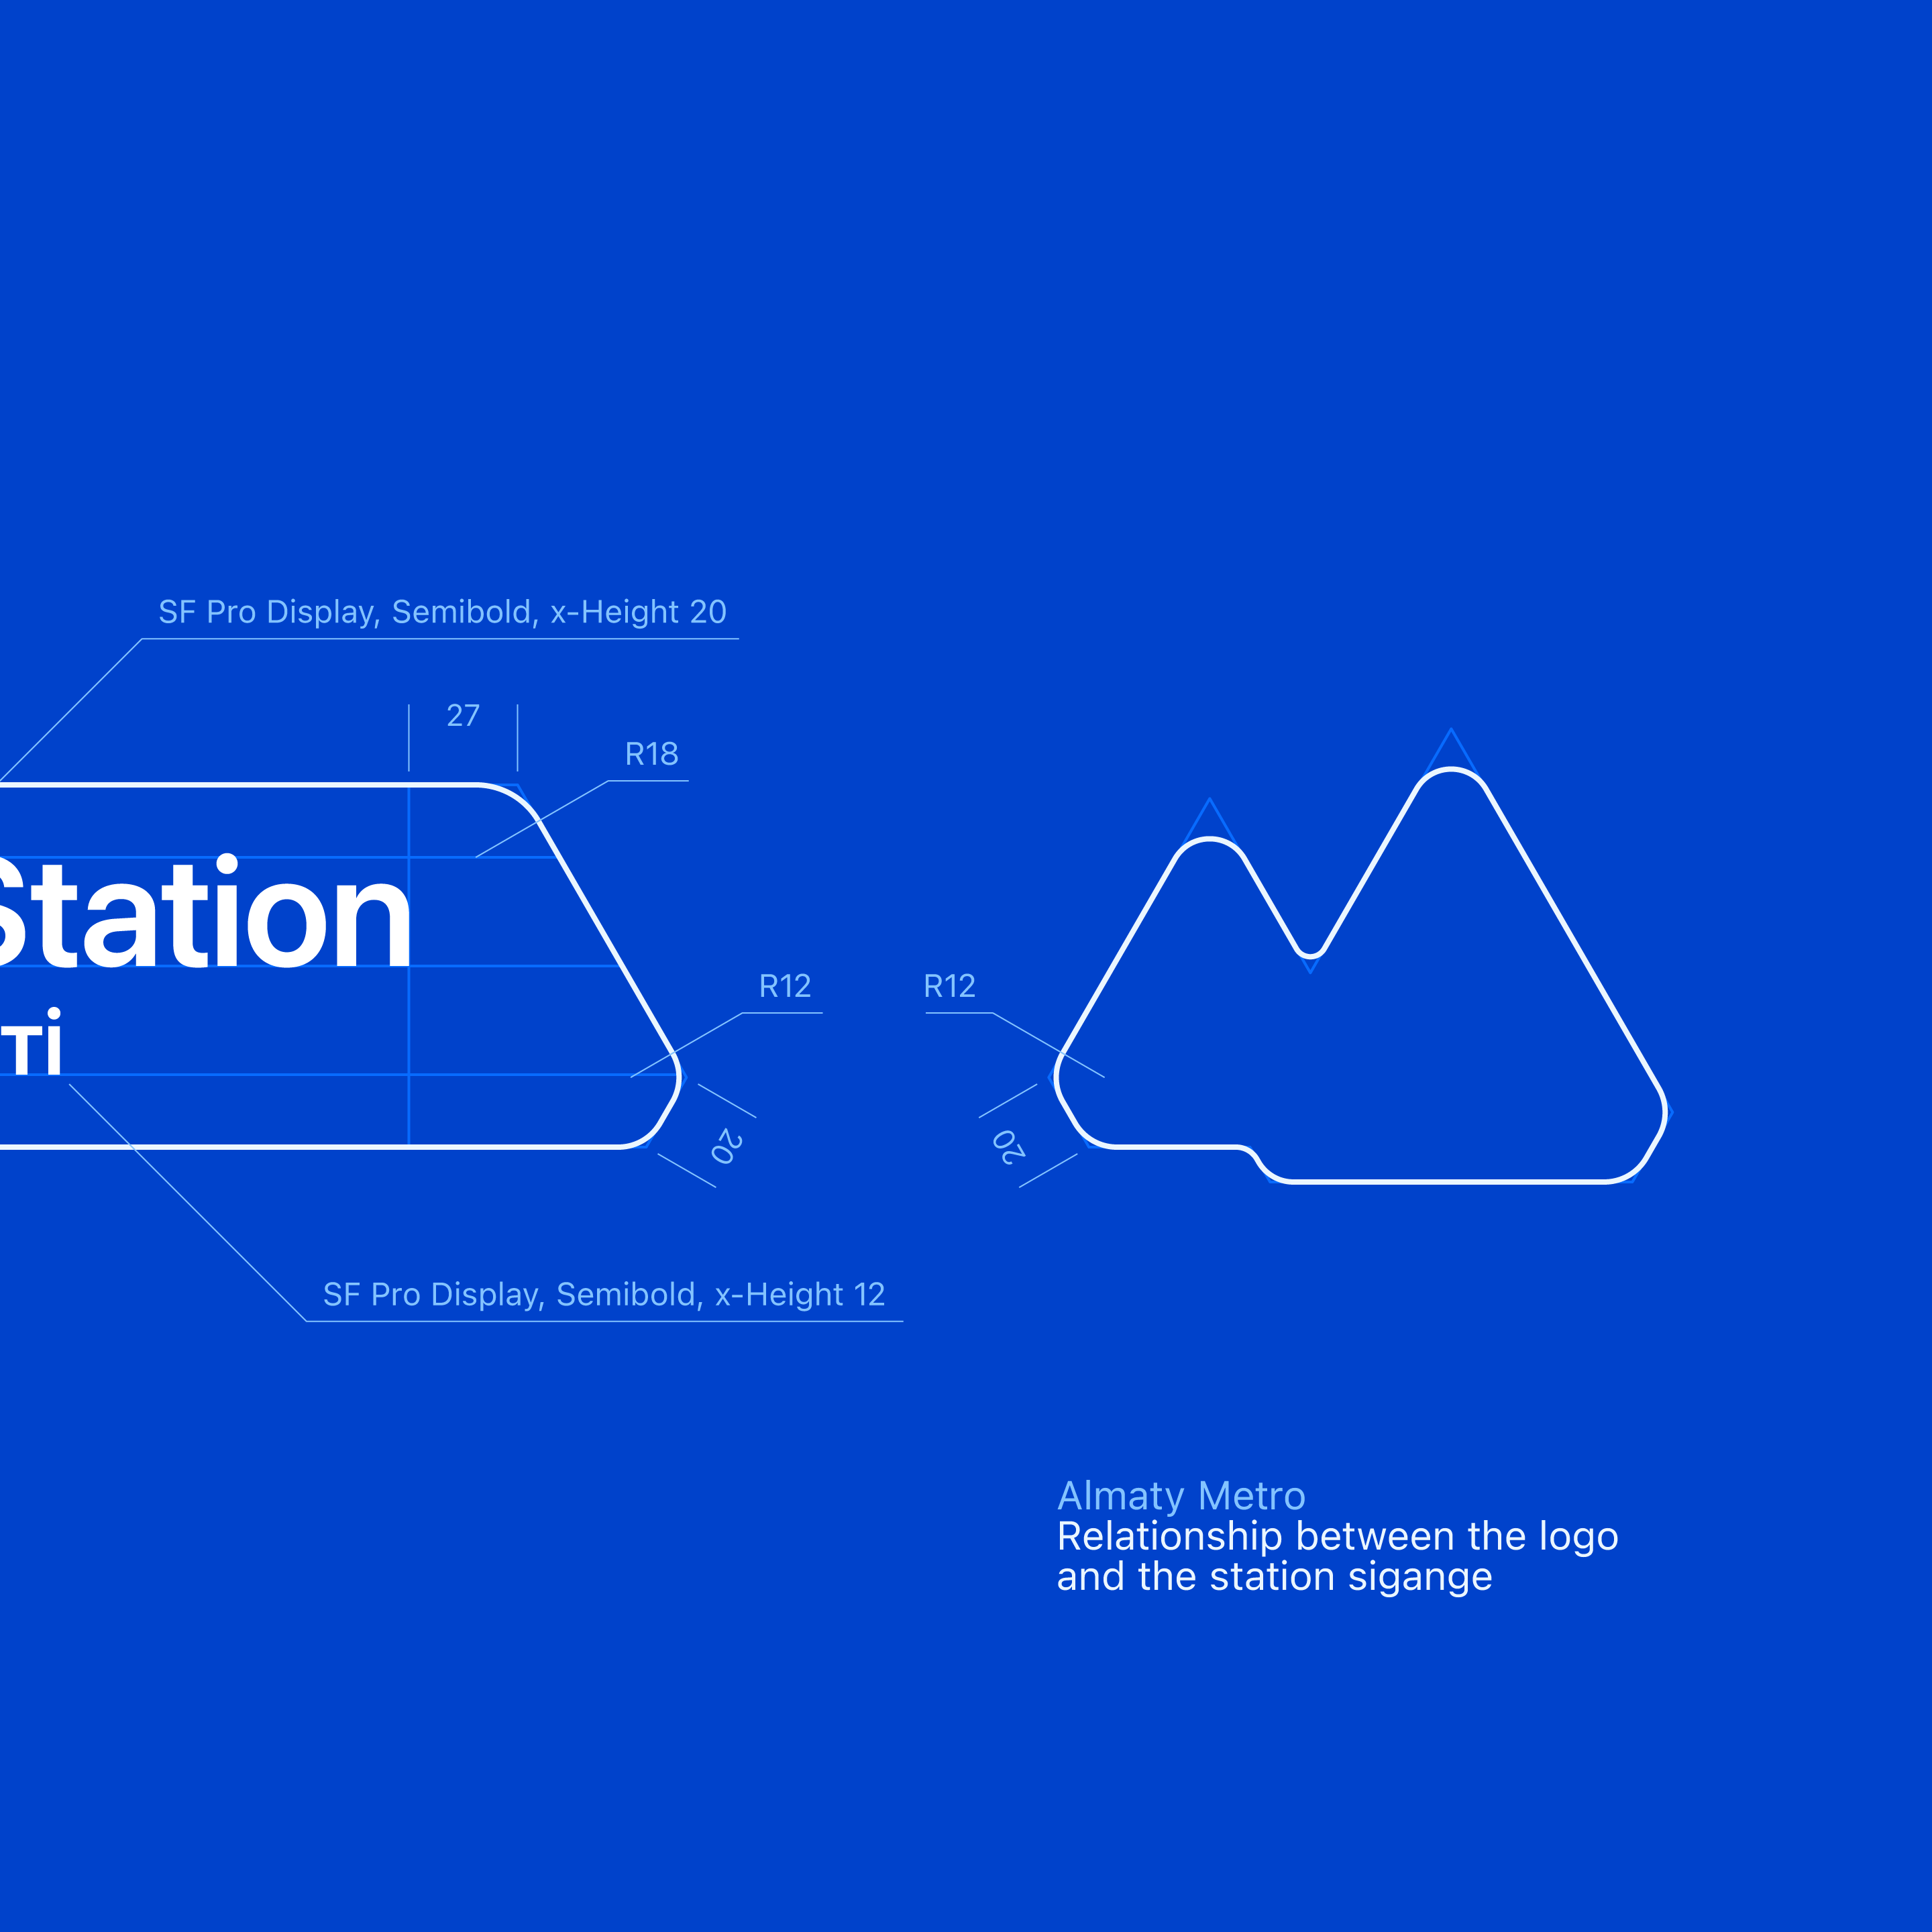 SF Pro Display, Semibold, x-Height 20
27
R18
Station
R12
R12
тi
20
20
SF Pro Display, Semibold, x-Height 12
Almaty Metro
Relationship between the logo
and the station sigange